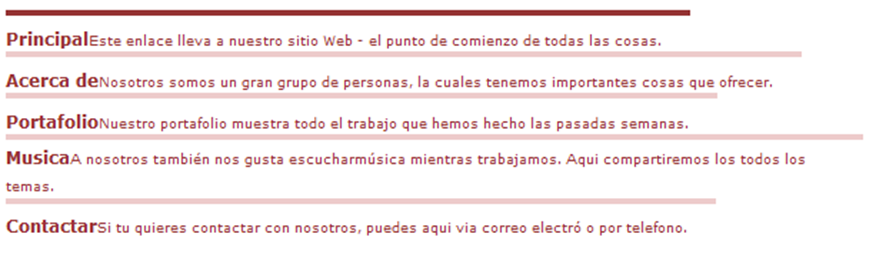 PrincipalEste enlace lleva a nuestro sitio Web - el punto de comienzo de todas las cosas.
Acerca deNosotros somos un gran grupo de personas, la cuales tenemos importantes cosas que ofrecer.
PortafolioNuestro portafolio muestra todo el trabajo que hemos hecho las pasadas semanas.
MusicaA nosotros también nos gusta escucharmúsica mientras trabajamos. Aqui compartiremos los todos los
temas.
ContactarSi tu quieres contactar con nosotros, puedes aqui via correo electró o por telefono.